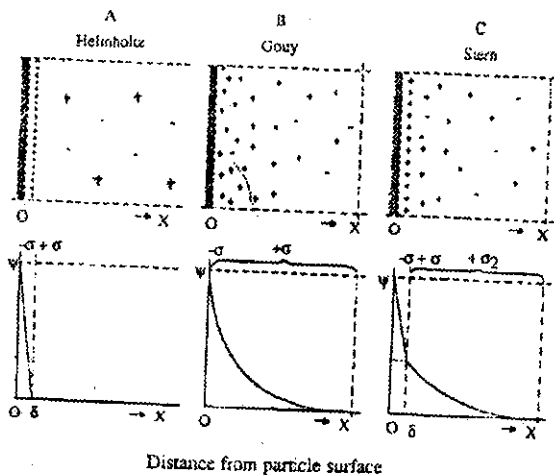 A B C
Helmholtz Gouy Stern
O → X O → X O → X
-σ + σ -σ +σ -σ + σ + σ₂
ψ ψ ψ
O δ → X O → X O δ → X
Distance from particle surface